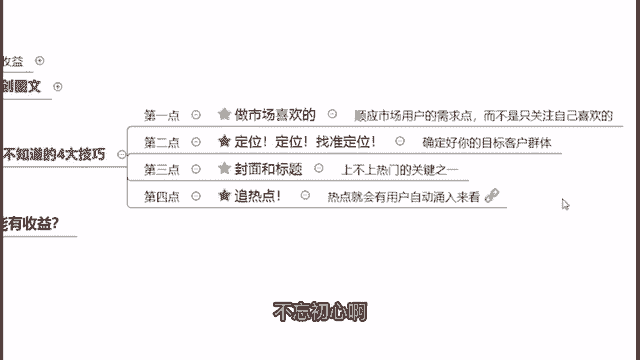 收益
创图文
不知道的4大技巧
能有收益?
第一点 做市场喜欢的 顺应市场用户的需求点，而不是只关注自己喜欢的
第二点 定位！定位！找准定位！ 确定好你的目标客户群体
第三点 封面和标题 上不上热门的关键之一
第四点 追热点！ 热点就会有用户自动涌入来看
不忘初心啊